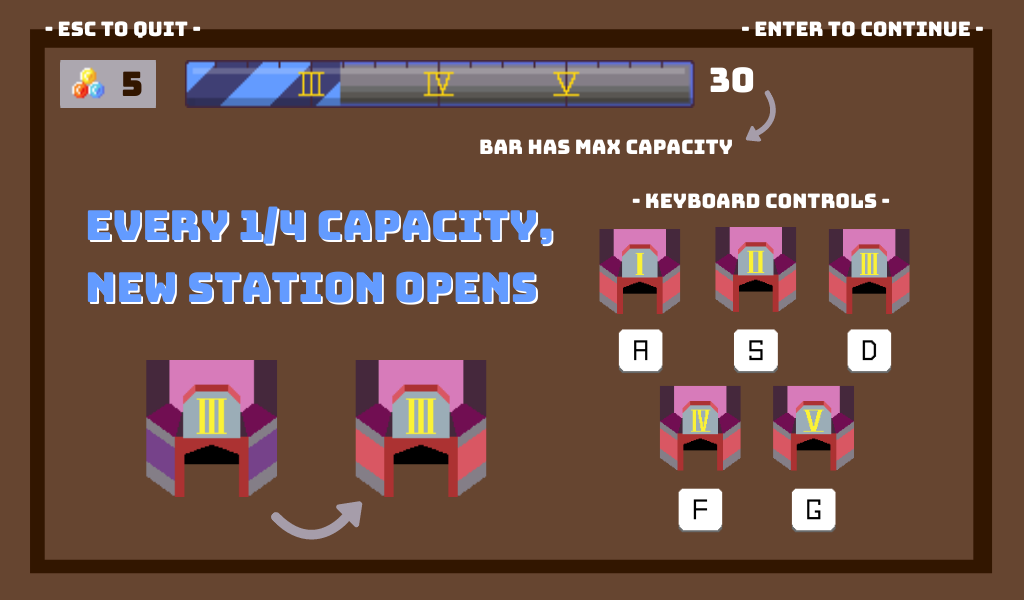 - ESC TO QUIT -
- ENTER TO CONTINUE -
5
III
IV
V
30
BAR HAS MAX CAPACITY
EVERY 1/4 CAPACITY,
NEW STATION OPENS
- KEYBOARD CONTROLS -
I
II
III
A
S
D
III
III
IV
V
F
G